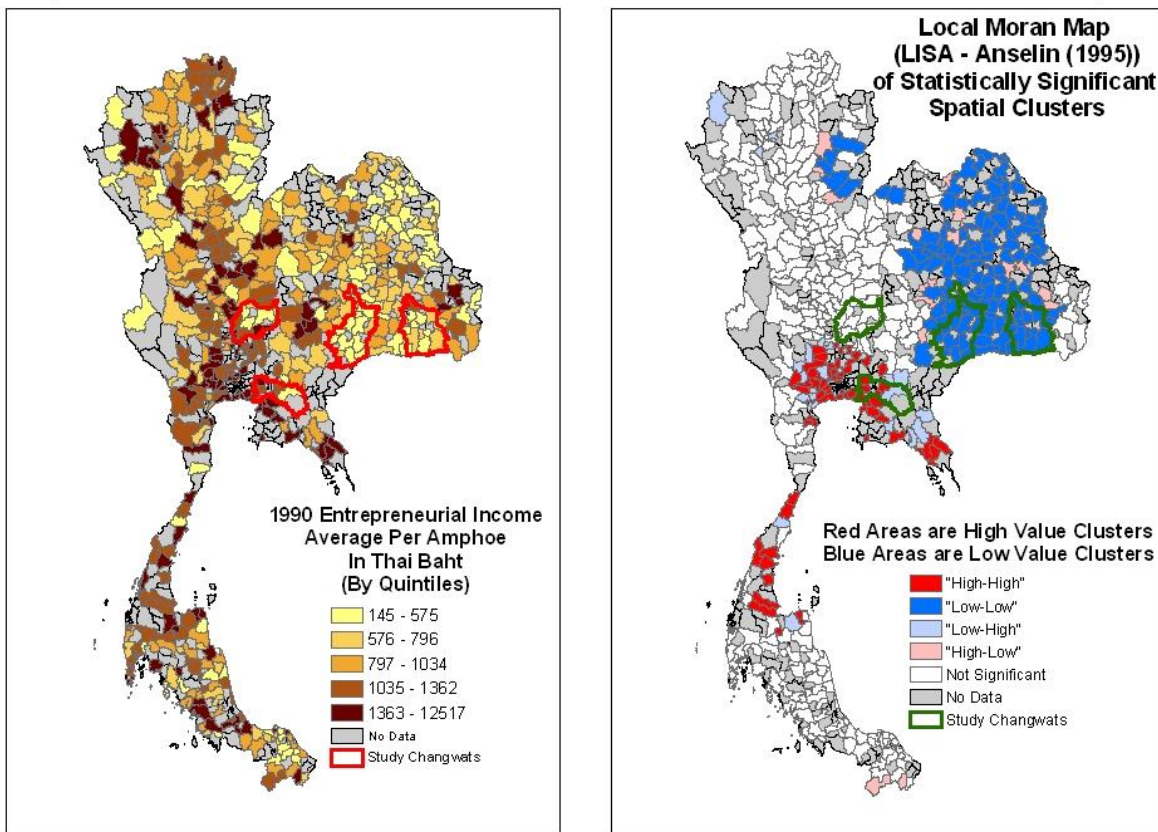 1990 Entrepreneurial Income
Average Per Amphoe
In Thai Baht
(By Quintiles)
145 - 575
576 - 796
797 - 1034
1035 - 1362
1363 - 12517
No Data
Study Changwats
Local Moran Map
(LISA - Anselin (1995))
of Statistically Significant
Spatial Clusters
Red Areas are High Value Clusters
Blue Areas are Low Value Clusters
"High-High"
"Low-Low"
"Low-High"
"High-Low"
Not Significant
No Data
Study Changwats